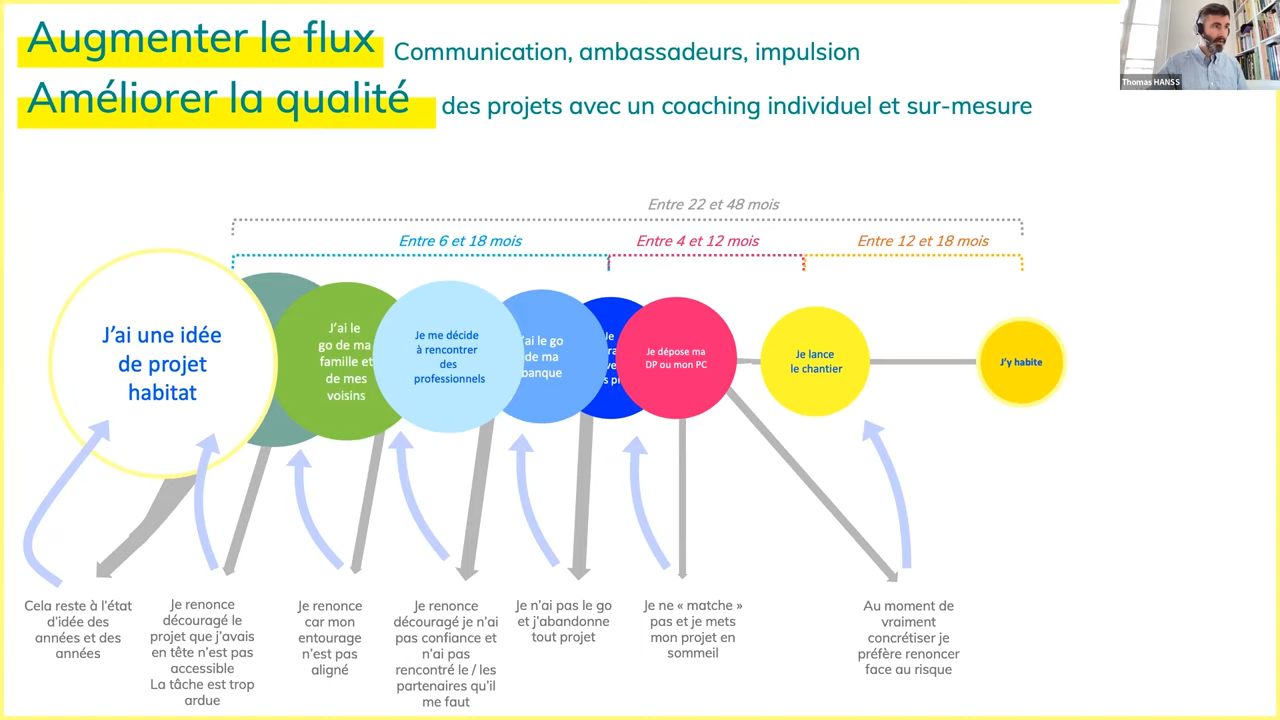 Augmenter le flux Communication, ambassadeurs, impulsion
Améliorer la qualité des projets avec un coaching individuel et sur-mesure
Thomas HANSS
Entre 22 et 48 mois
Entre 6 et 18 mois
Entre 4 et 12 mois
Entre 12 et 18 mois
J'ai une idée
de projet
habitat
J'ai le
go de ma
famille et
de mes
voisins
Je me décide
à rencontrer
des
professionnels
J'ai le go
de ma
banque
Je
Je dépose ma
DP ou mon PC
Je lance
le chantier
J'y habite
Cela reste à l'état
d'idée des
années et des
années
Je renonce
découragé le
projet que j'avais
en tête n'est pas
accessible
La tâche est trop
ardue
Je renonce
car mon
entourage
n'est pas
aligné
Je renonce
découragé je n'ai
pas confiance et
n'ai pas
rencontré le / les
partenaires qu'il
me faut
Je n'ai pas le go
et j'abandonne
tout projet
Je ne « matche »
pas et je mets
mon projet en
sommeil
Au moment de
vraiment
concrétiser je
préfère renoncer
face au risque